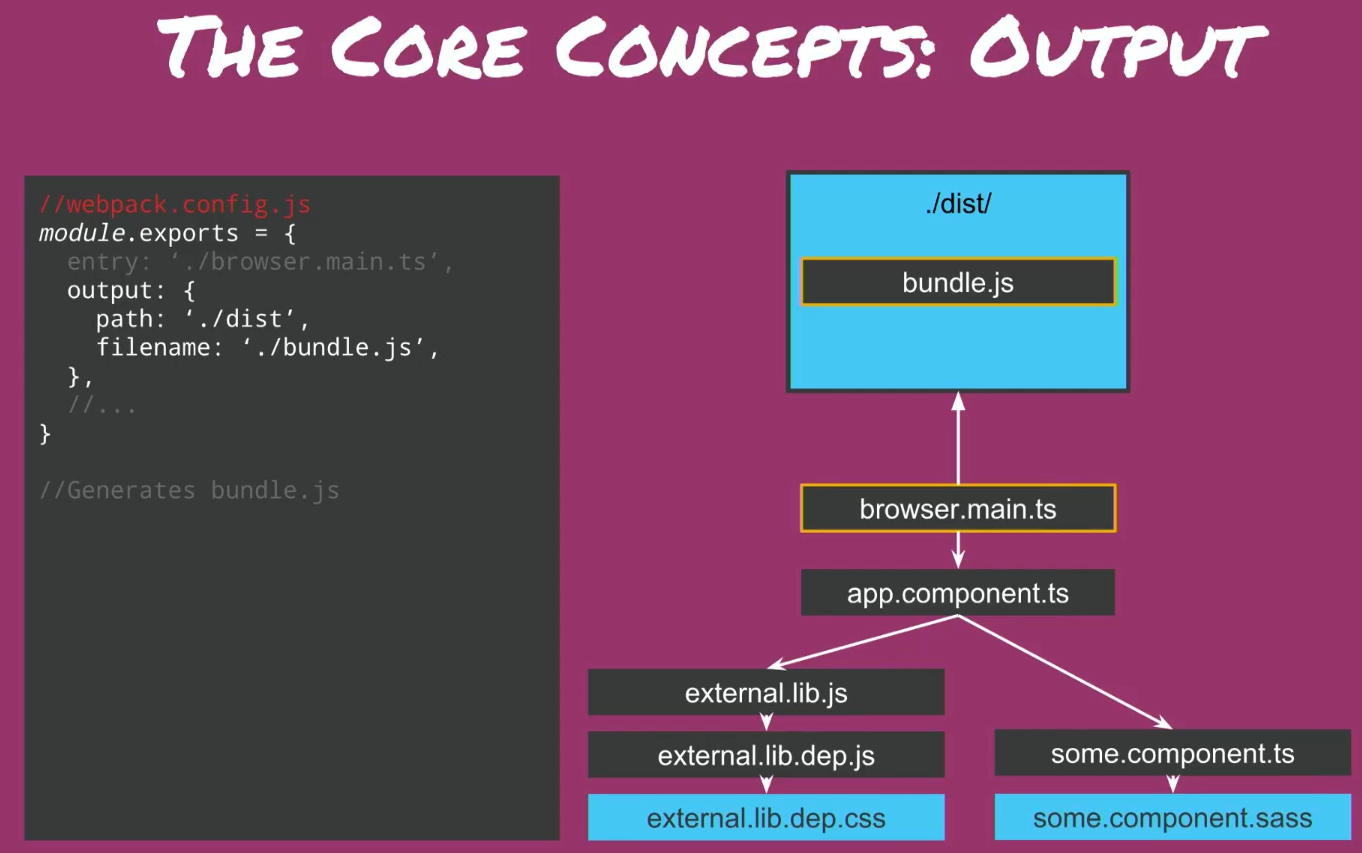 The Core Concepts: Output
//webpack.config.js
module.exports = {
  entry: ‘./browser.main.ts’,
  output: {
    path: ‘./dist’,
    filename: ‘./bundle.js’,
  },
  //...
}
//Generates bundle.js
./dist/
bundle.js
browser.main.ts
app.component.ts
external.lib.js
external.lib.dep.js
some.component.ts
external.lib.dep.css
some.component.sass